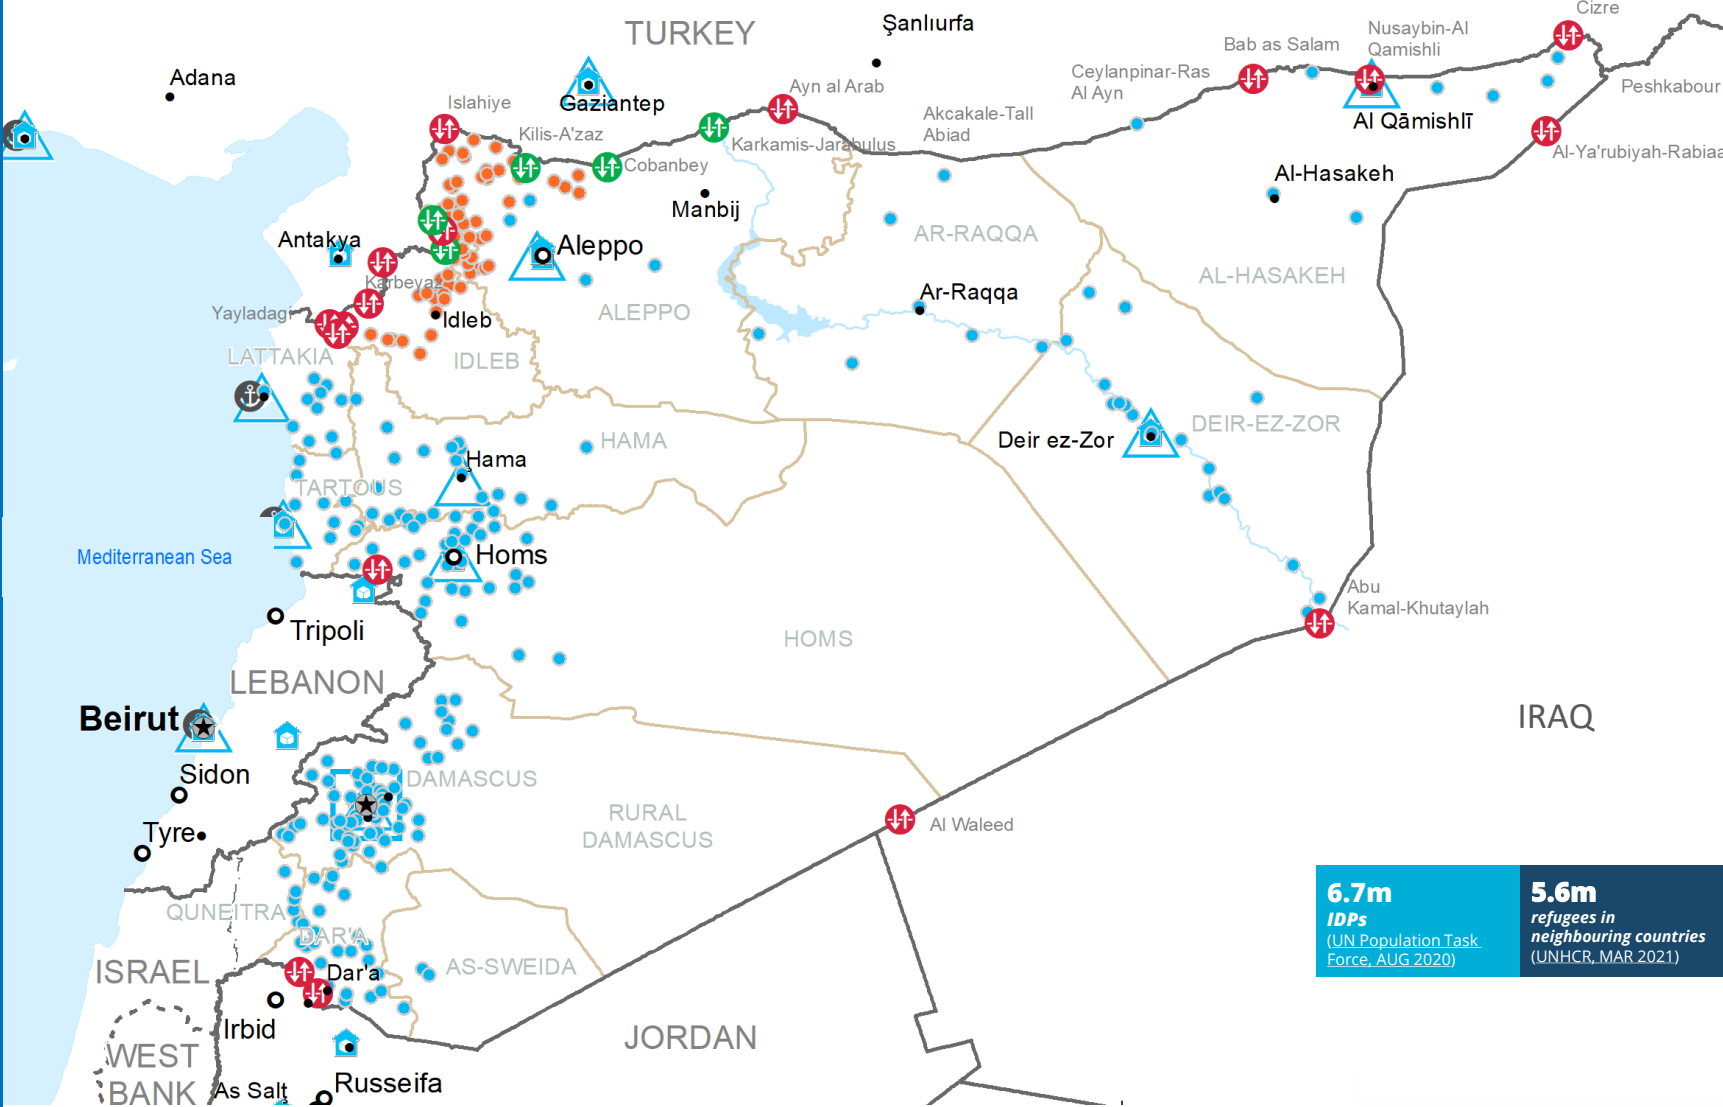 Cizre
TURKEY
Şanlıurfa
Nusaybin-Al
Qamishli
Bab as Salam
Adana
Ceylanpinar-Ras
Al Ayn
Ayn al Arab
Peshkabour
Islahiye
Gaziantep
Akcakale-Tall
Abiad
Al Qāmishlī
Kilis-A'zaz
Karkamis-Jarabulus
Al-Ya'rubiyah-Rabiaa
Cobanbey
Al-Hasakeh
Manbij
Antakya
Aleppo
AR-RAQQA
AL-HASAKEH
Karbeyaz
Ar-Raqqa
Yayladagi
ALEPPO
Idleb
LATTAKIA
IDLEB
DEIR-EZ-ZOR
HAMA
Deir ez-Zor
Hama
TARTOUS
Mediterranean Sea
Homs
Abu
Kamal-Khutaylah
Tripoli
HOMS
LEBANON
Beirut
IRAQ
Sidon
DAMASCUS
RURAL
DAMASCUS
Al Waleed
Tyre
6.7m
IDPs
(UN Population Task
Force, AUG 2020)
5.6m
refugees in
neighbouring countries
(UNHCR, MAR 2021)
QUNEITRA
DAR'A
ISRAEL
Dar'a
AS-SWEIDA
Irbid
JORDAN
WEST
BANK
As Salţ
Russeifa